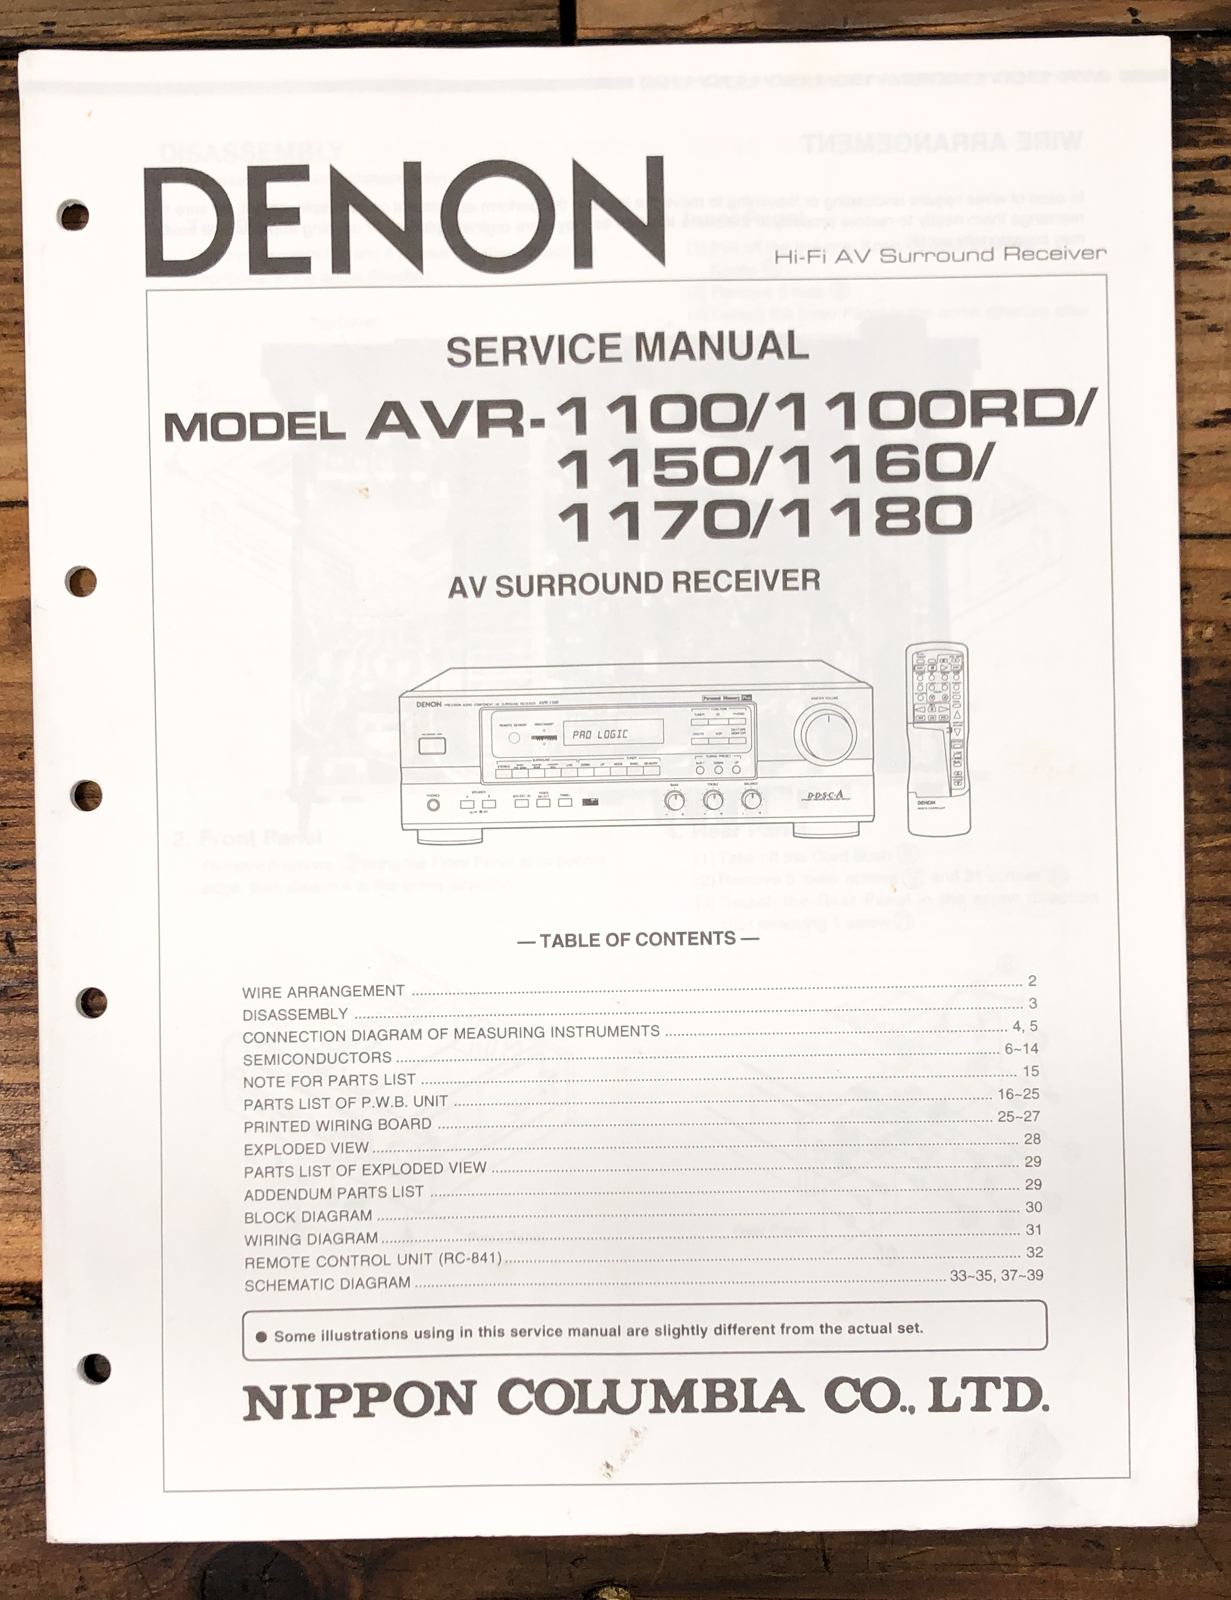 DENON
Hi-Fi AV Surround Receiver
SERVICE MANUAL
MODEL AVR-1100/1100RD/
1150/1160/
1170/1180
AV SURROUND RECEIVER
DENON
PRO LOGIC
D.D.S.C.-A
DENON
— TABLE OF CONTENTS —
WIRE ARRANGEMENT 2
DISASSEMBLY 3
CONNECTION DIAGRAM OF MEASURING INSTRUMENTS 4, 5
SEMICONDUCTORS 6~14
NOTE FOR PARTS LIST 15
PARTS LIST OF P.W.B. UNIT 16~25
PRINTED WIRING BOARD 25~27
EXPLODED VIEW 28
PARTS LIST OF EXPLODED VIEW 29
ADDENDUM PARTS LIST 29
BLOCK DIAGRAM 30
WIRING DIAGRAM 31
REMOTE CONTROL UNIT (RC-841) 32
SCHEMATIC DIAGRAM 33~35, 37~39
● Some illustrations using in this service manual are slightly different from the actual set.
NIPPON COLUMBIA CO., LTD.